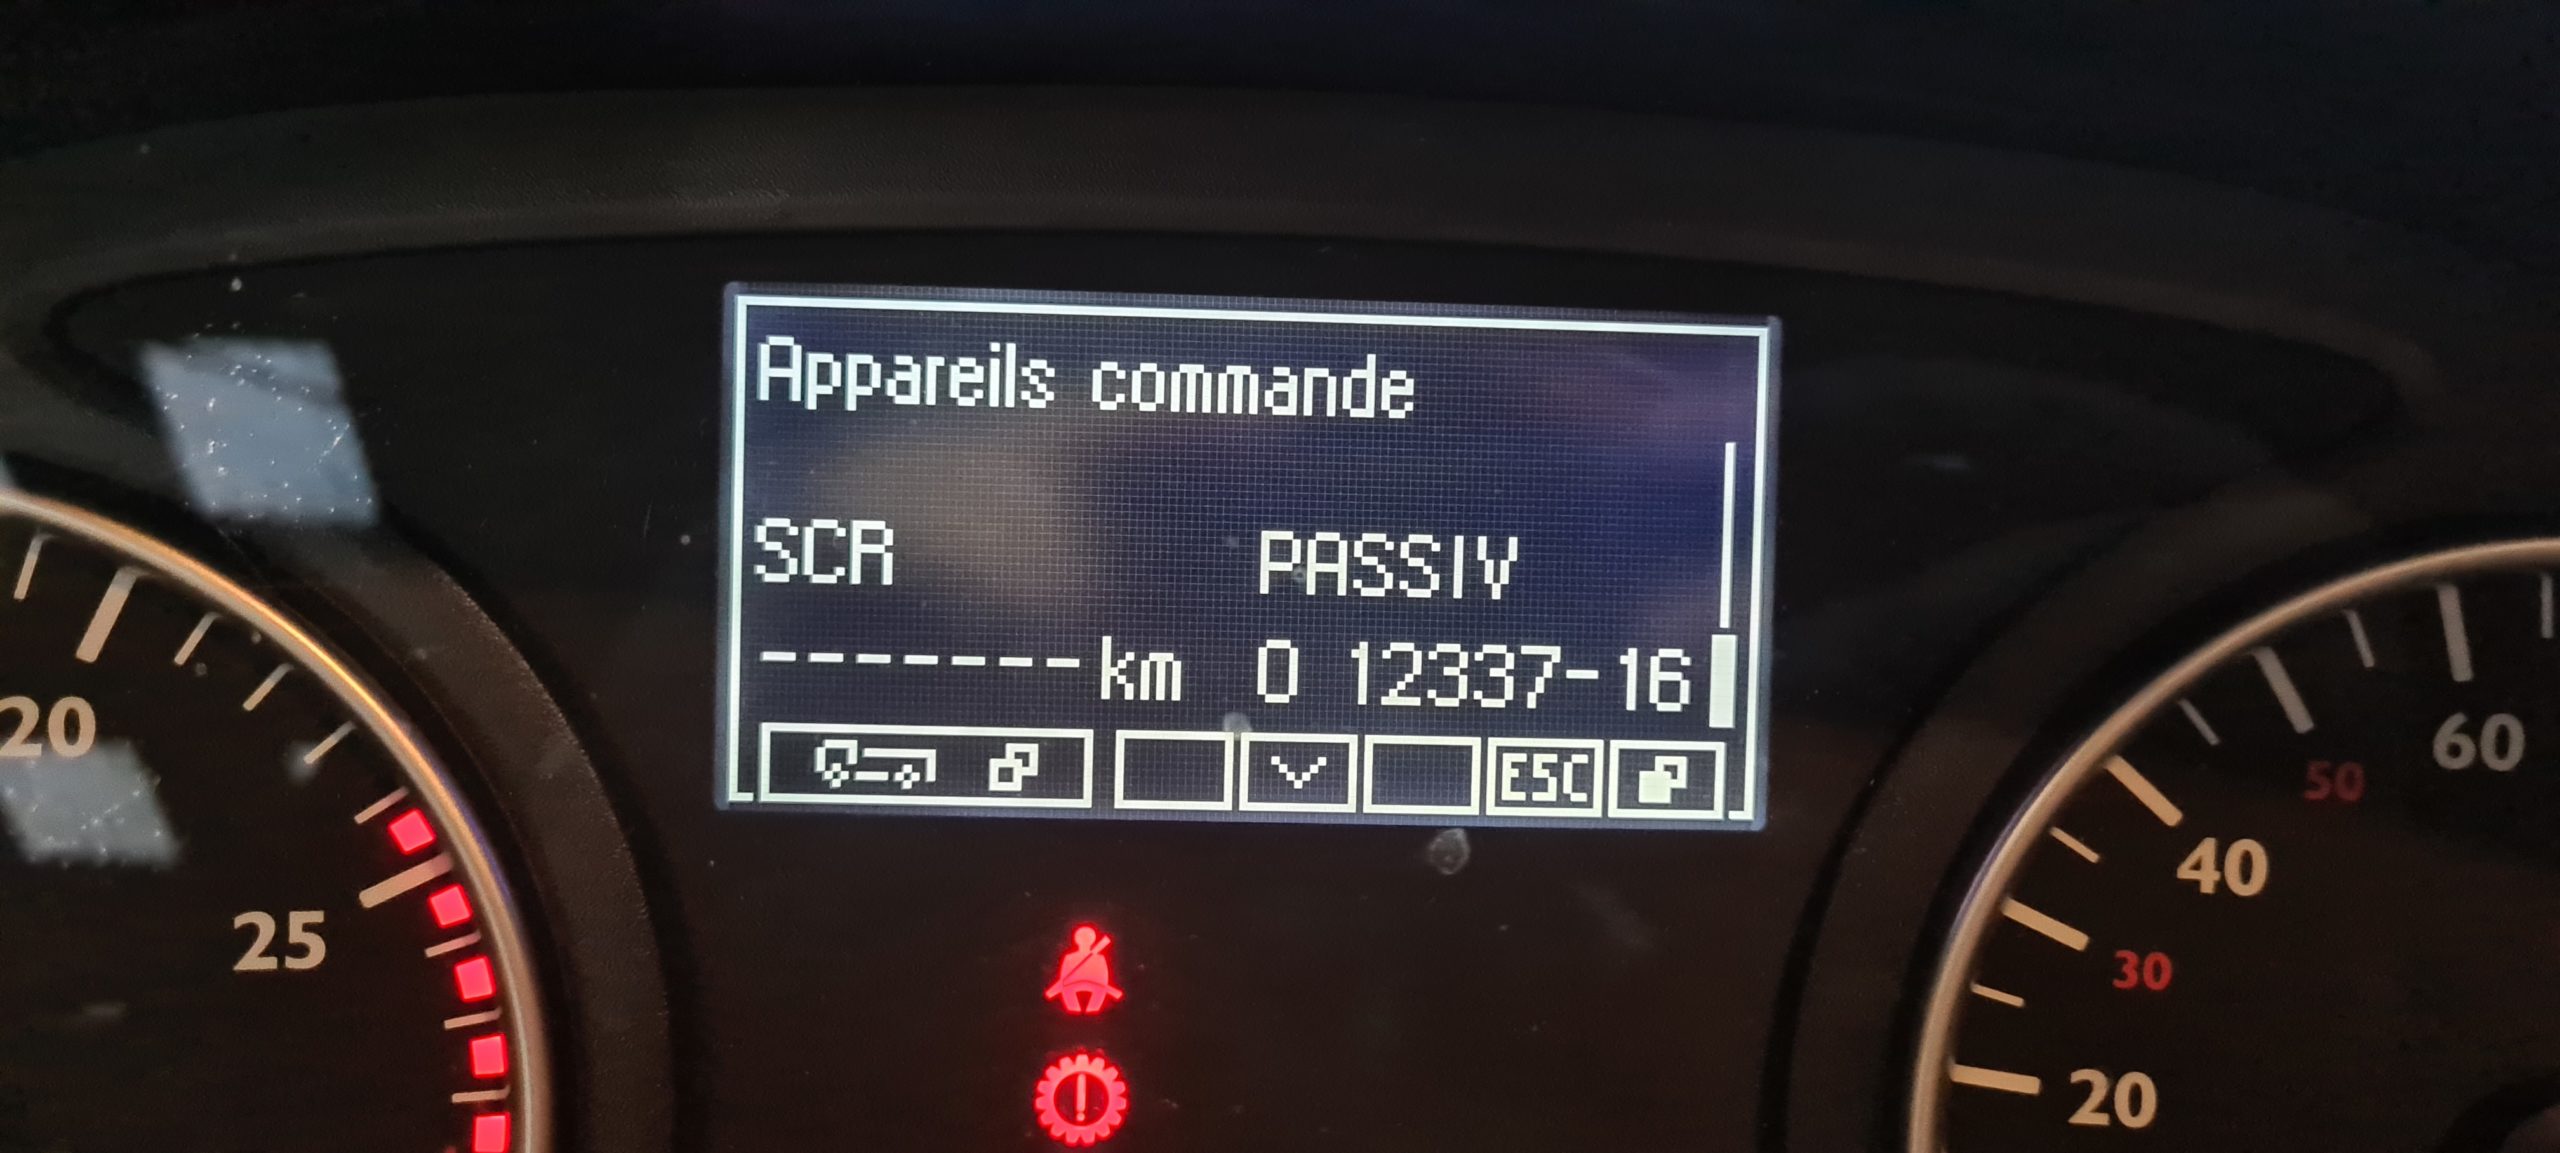 Appareils commande
SCR PASSIV
-------km 0 12337-16
ESC
20
25
60
50
40
30
20